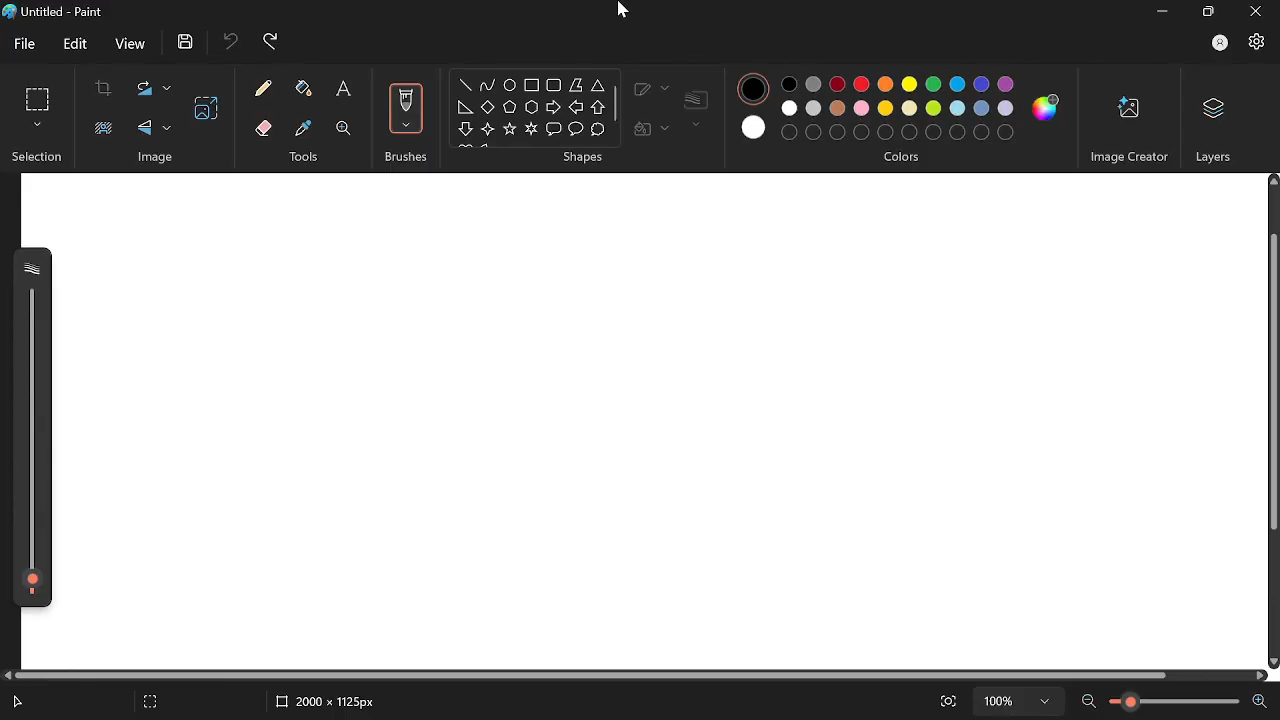 Untitled - Paint
File Edit View
Selection Image Tools Brushes Shapes Colors Image Creator Layers
2000 × 1125px 100%